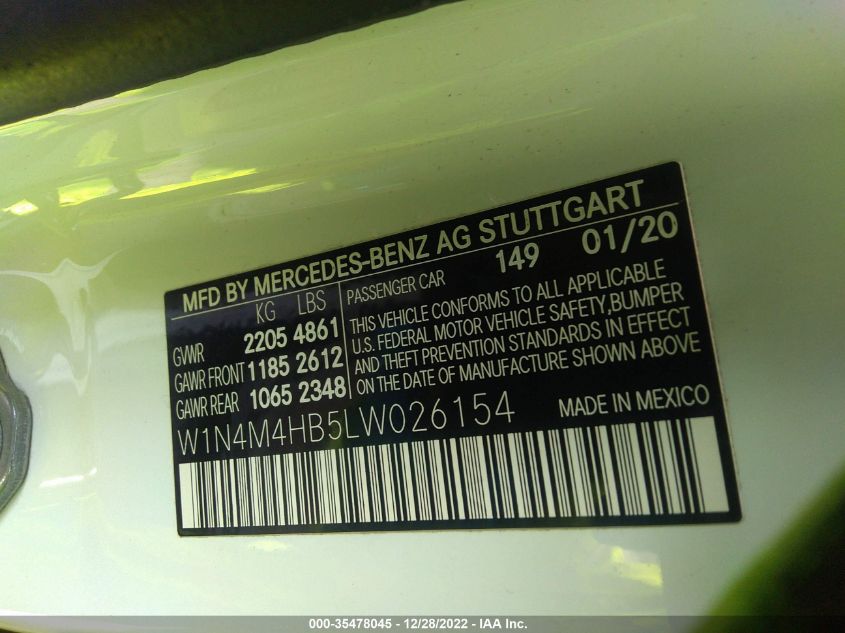 MFD BY MERCEDES-BENZ AG STUTTGART
KG LBS
GVWR 2205 4861
GAWR FRONT 1185 2612
GAWR REAR 1065 2348
PASSENGER CAR 149 01/20
THIS VEHICLE CONFORMS TO ALL APPLICABLE
U.S. FEDERAL MOTOR VEHICLE SAFETY,BUMPER
AND THEFT PREVENTION STANDARDS IN EFFECT
ON THE DATE OF MANUFACTURE SHOWN ABOVE
W1N4M4HB5LW026154 MADE IN MEXICO
000-35478045 - 12/28/2022 - IAA Inc.